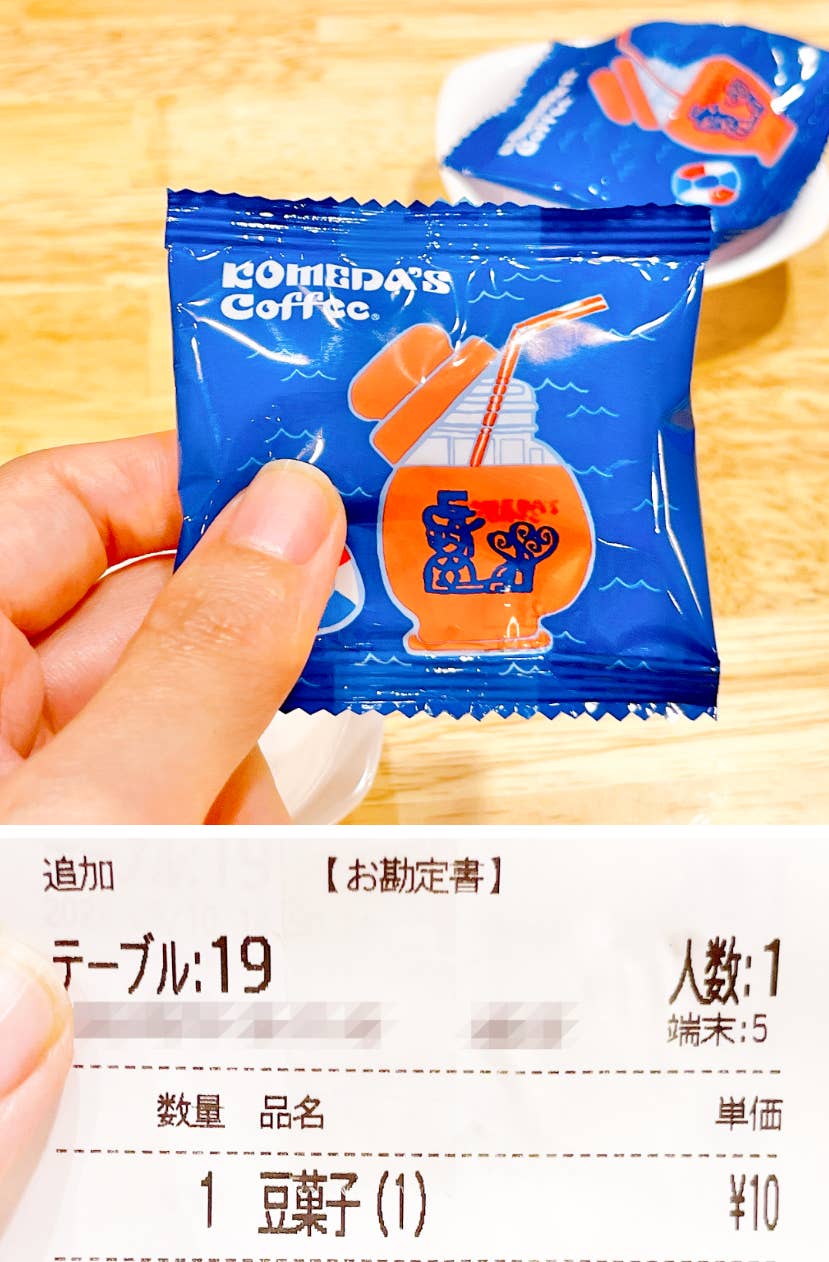 KOMEDA'S
Coffee®
Coffee
追加 【お勘定書】
テーブル:19 人数:1
端末:5
数量 品名 単価
1 豆菓子(1) ¥10